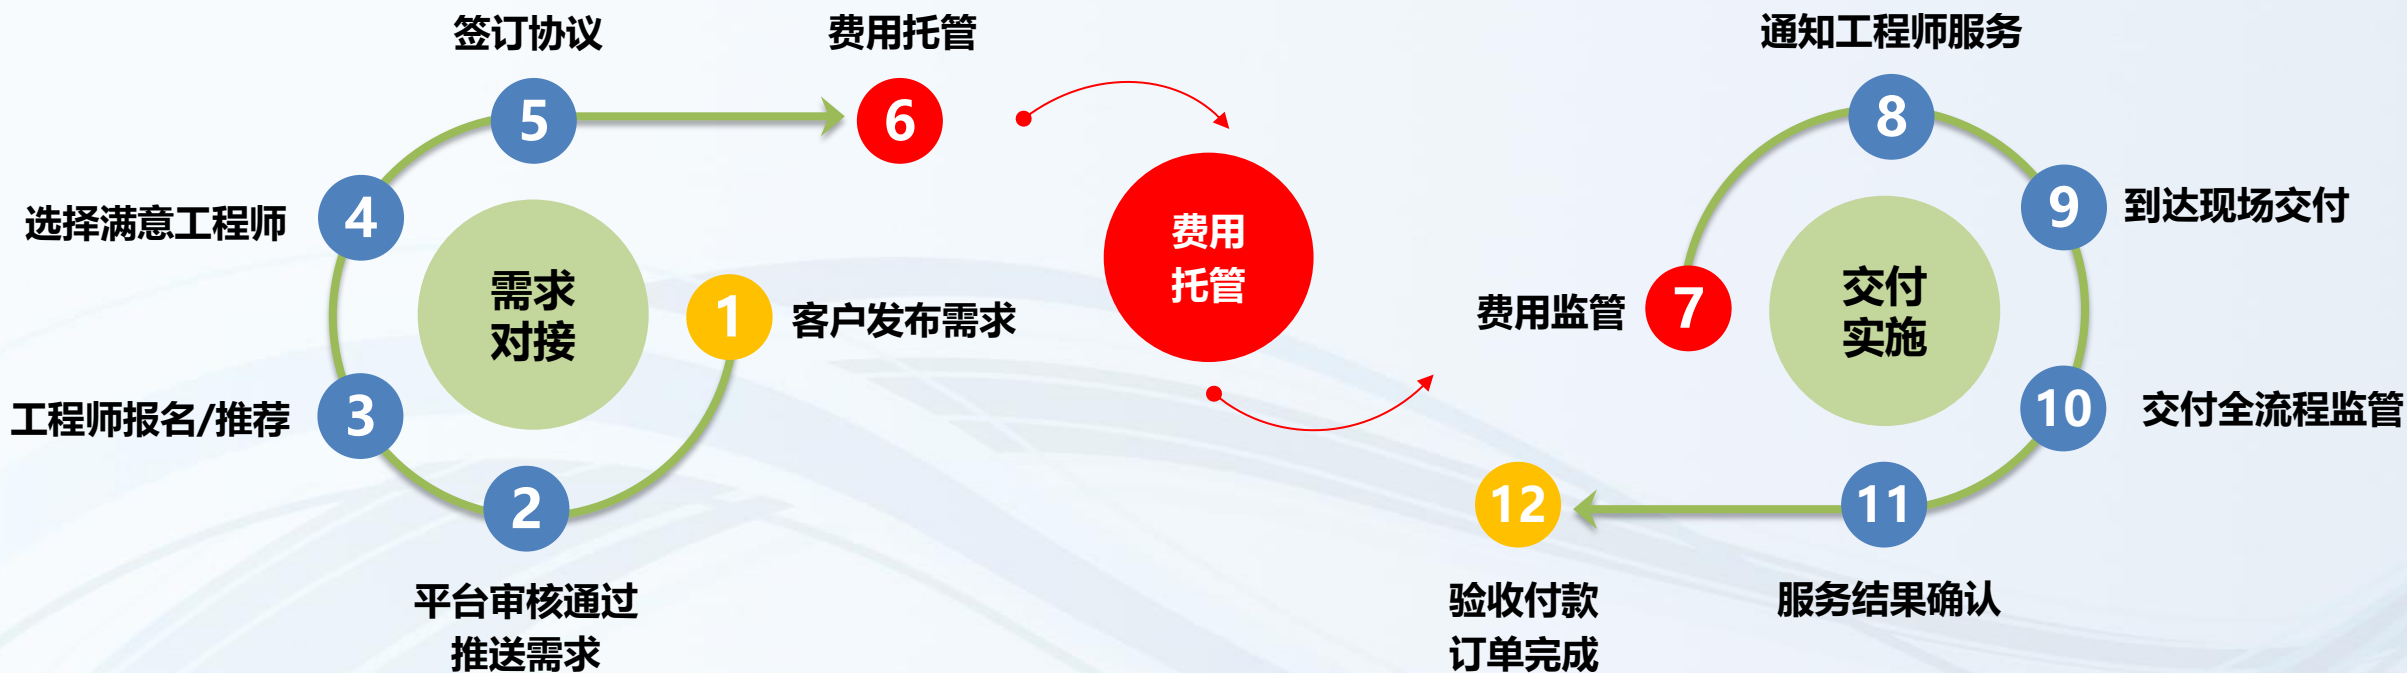 签订协议
费用托管
通知工程师服务
5
6
8
选择满意工程师
4
9
到达现场交付
费用
托管
需求
对接
1
客户发布需求
费用监管
7
交付
实施
工程师报名/推荐
3
10
交付全流程监管
2
12
11
平台审核通过
推送需求
验收付款
订单完成
服务结果确认